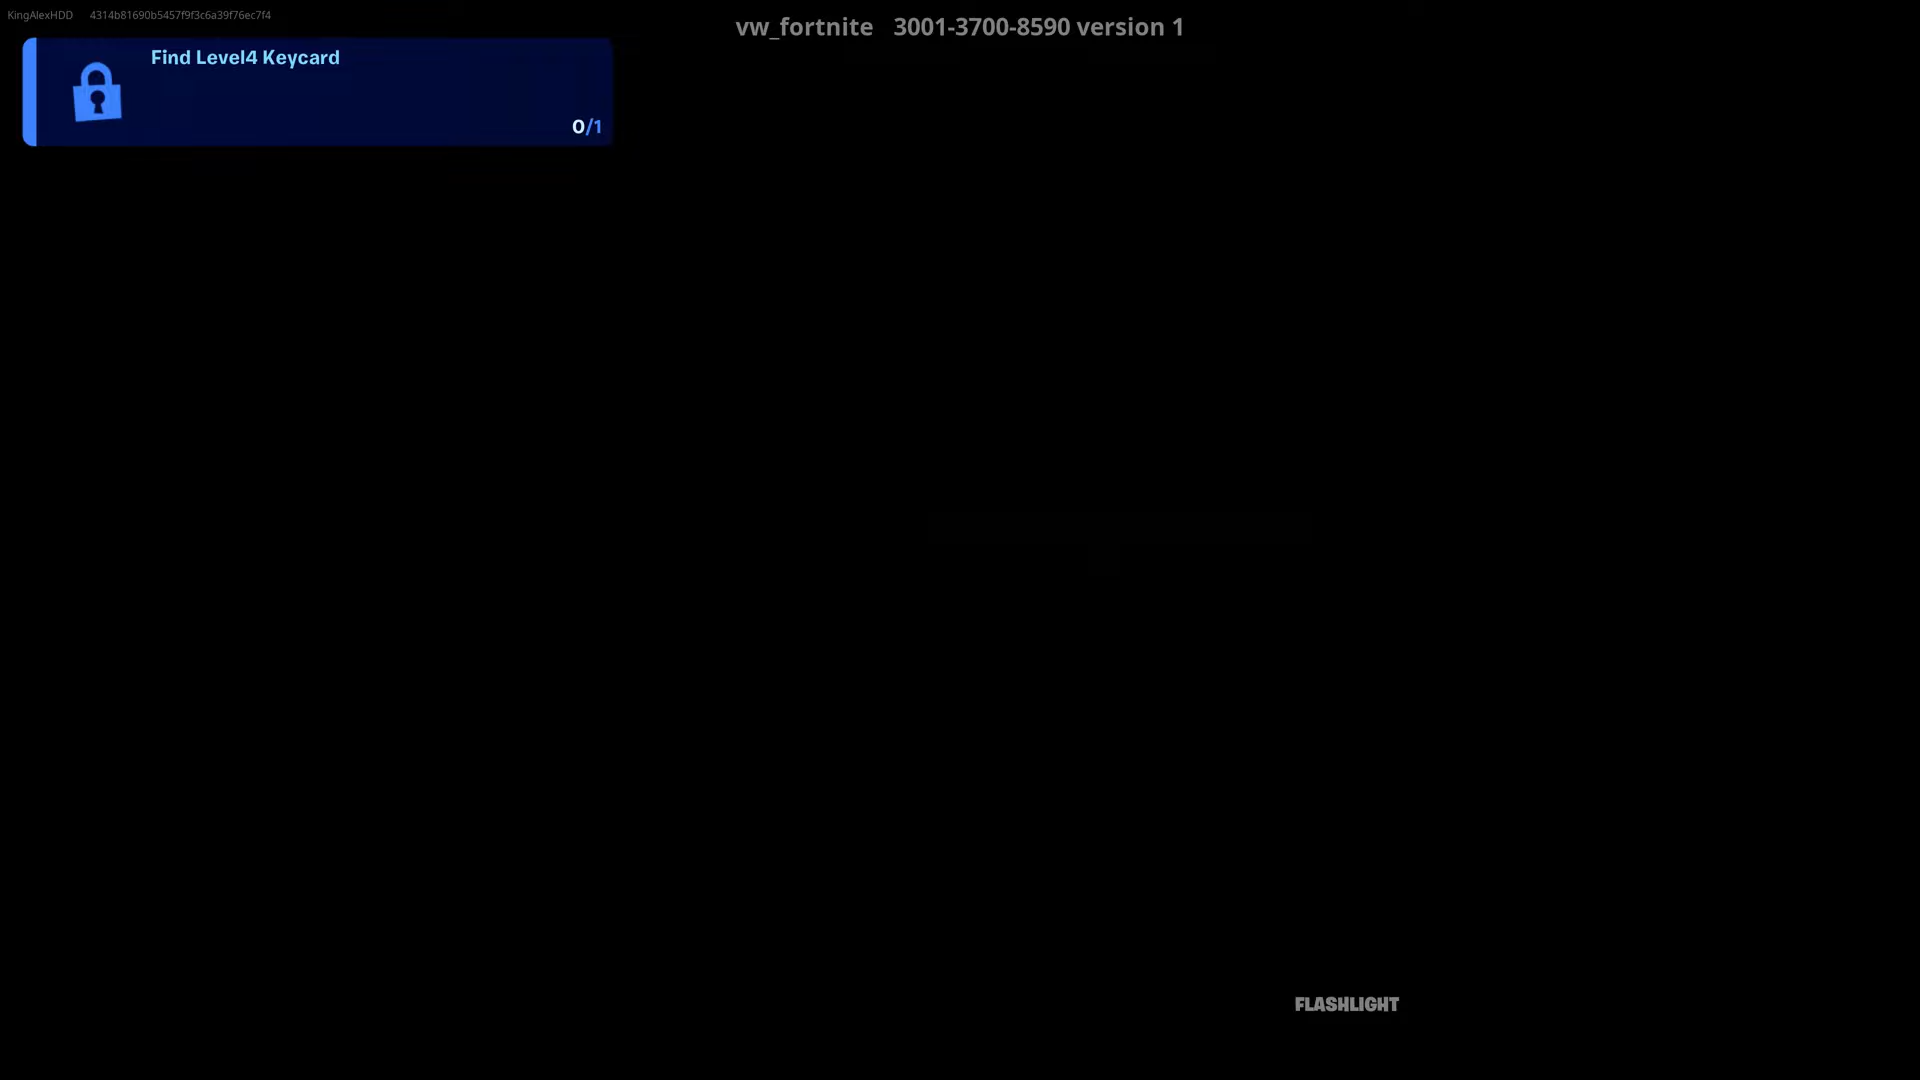 KingAlexHDD 4314b81690b5457f9f3c6a39f76ec7f4
vw_fortnite 3001-3700-8590 version 1
Find Level4 Keycard
0/1
FLASHLIGHT